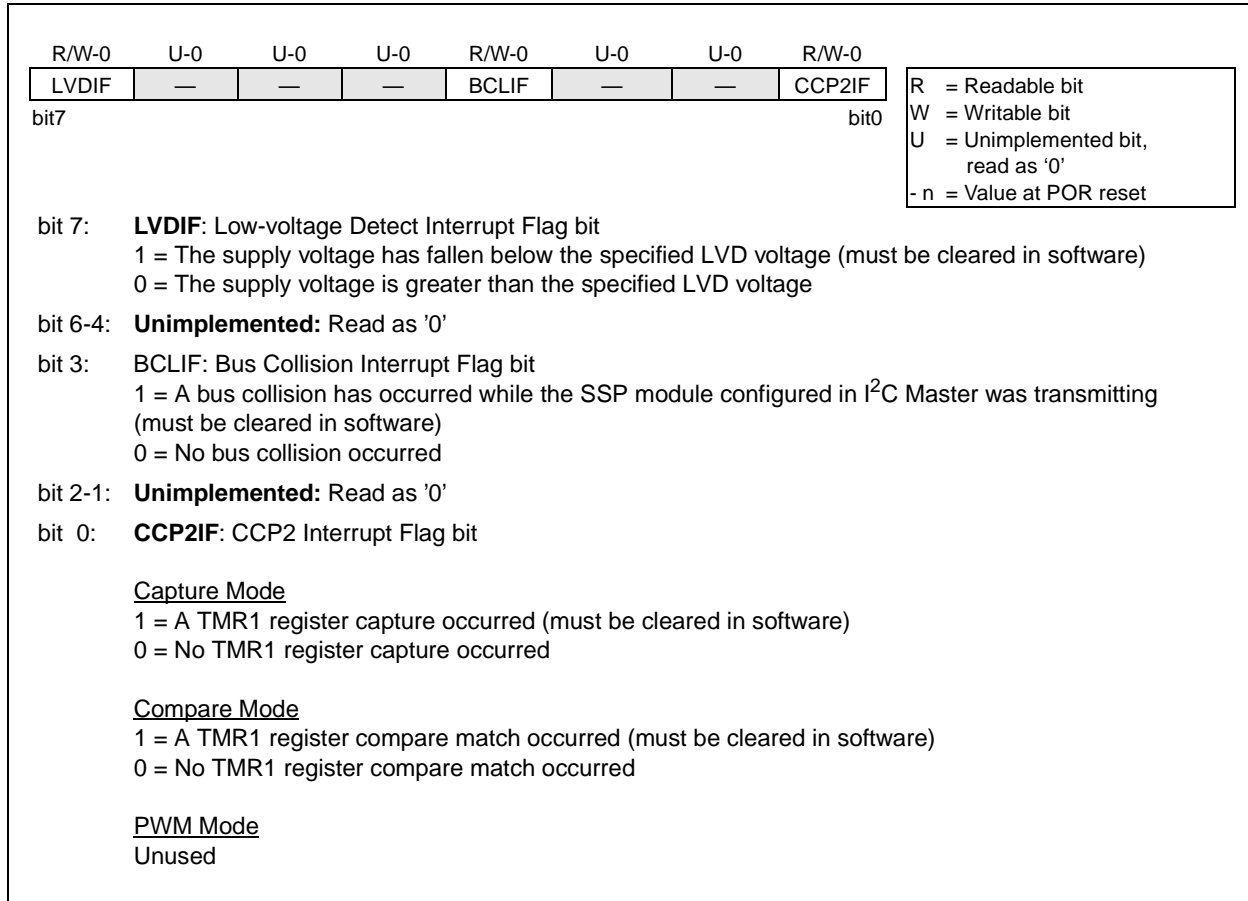 R/W-0 U-0 U-0 U-0 R/W-0 U-0 U-0 R/W-0
LVDIF — — — BCLIF — — CCP2IF
bit7 bit0
R = Readable bit
W = Writable bit
U = Unimplemented bit,
read as ‘0’
- n = Value at POR reset
bit 7: LVDIF: Low-voltage Detect Interrupt Flag bit
1 = The supply voltage has fallen below the specified LVD voltage (must be cleared in software)
0 = The supply voltage is greater than the specified LVD voltage
bit 6-4: Unimplemented: Read as '0'
bit 3: BCLIF: Bus Collision Interrupt Flag bit
1 = A bus collision has occurred while the SSP module configured in I²C Master was transmitting
(must be cleared in software)
0 = No bus collision occurred
bit 2-1: Unimplemented: Read as '0'
bit 0: CCP2IF: CCP2 Interrupt Flag bit
Capture Mode
1 = A TMR1 register capture occurred (must be cleared in software)
0 = No TMR1 register capture occurred
Compare Mode
1 = A TMR1 register compare match occurred (must be cleared in software)
0 = No TMR1 register compare match occurred
PWM Mode
Unused